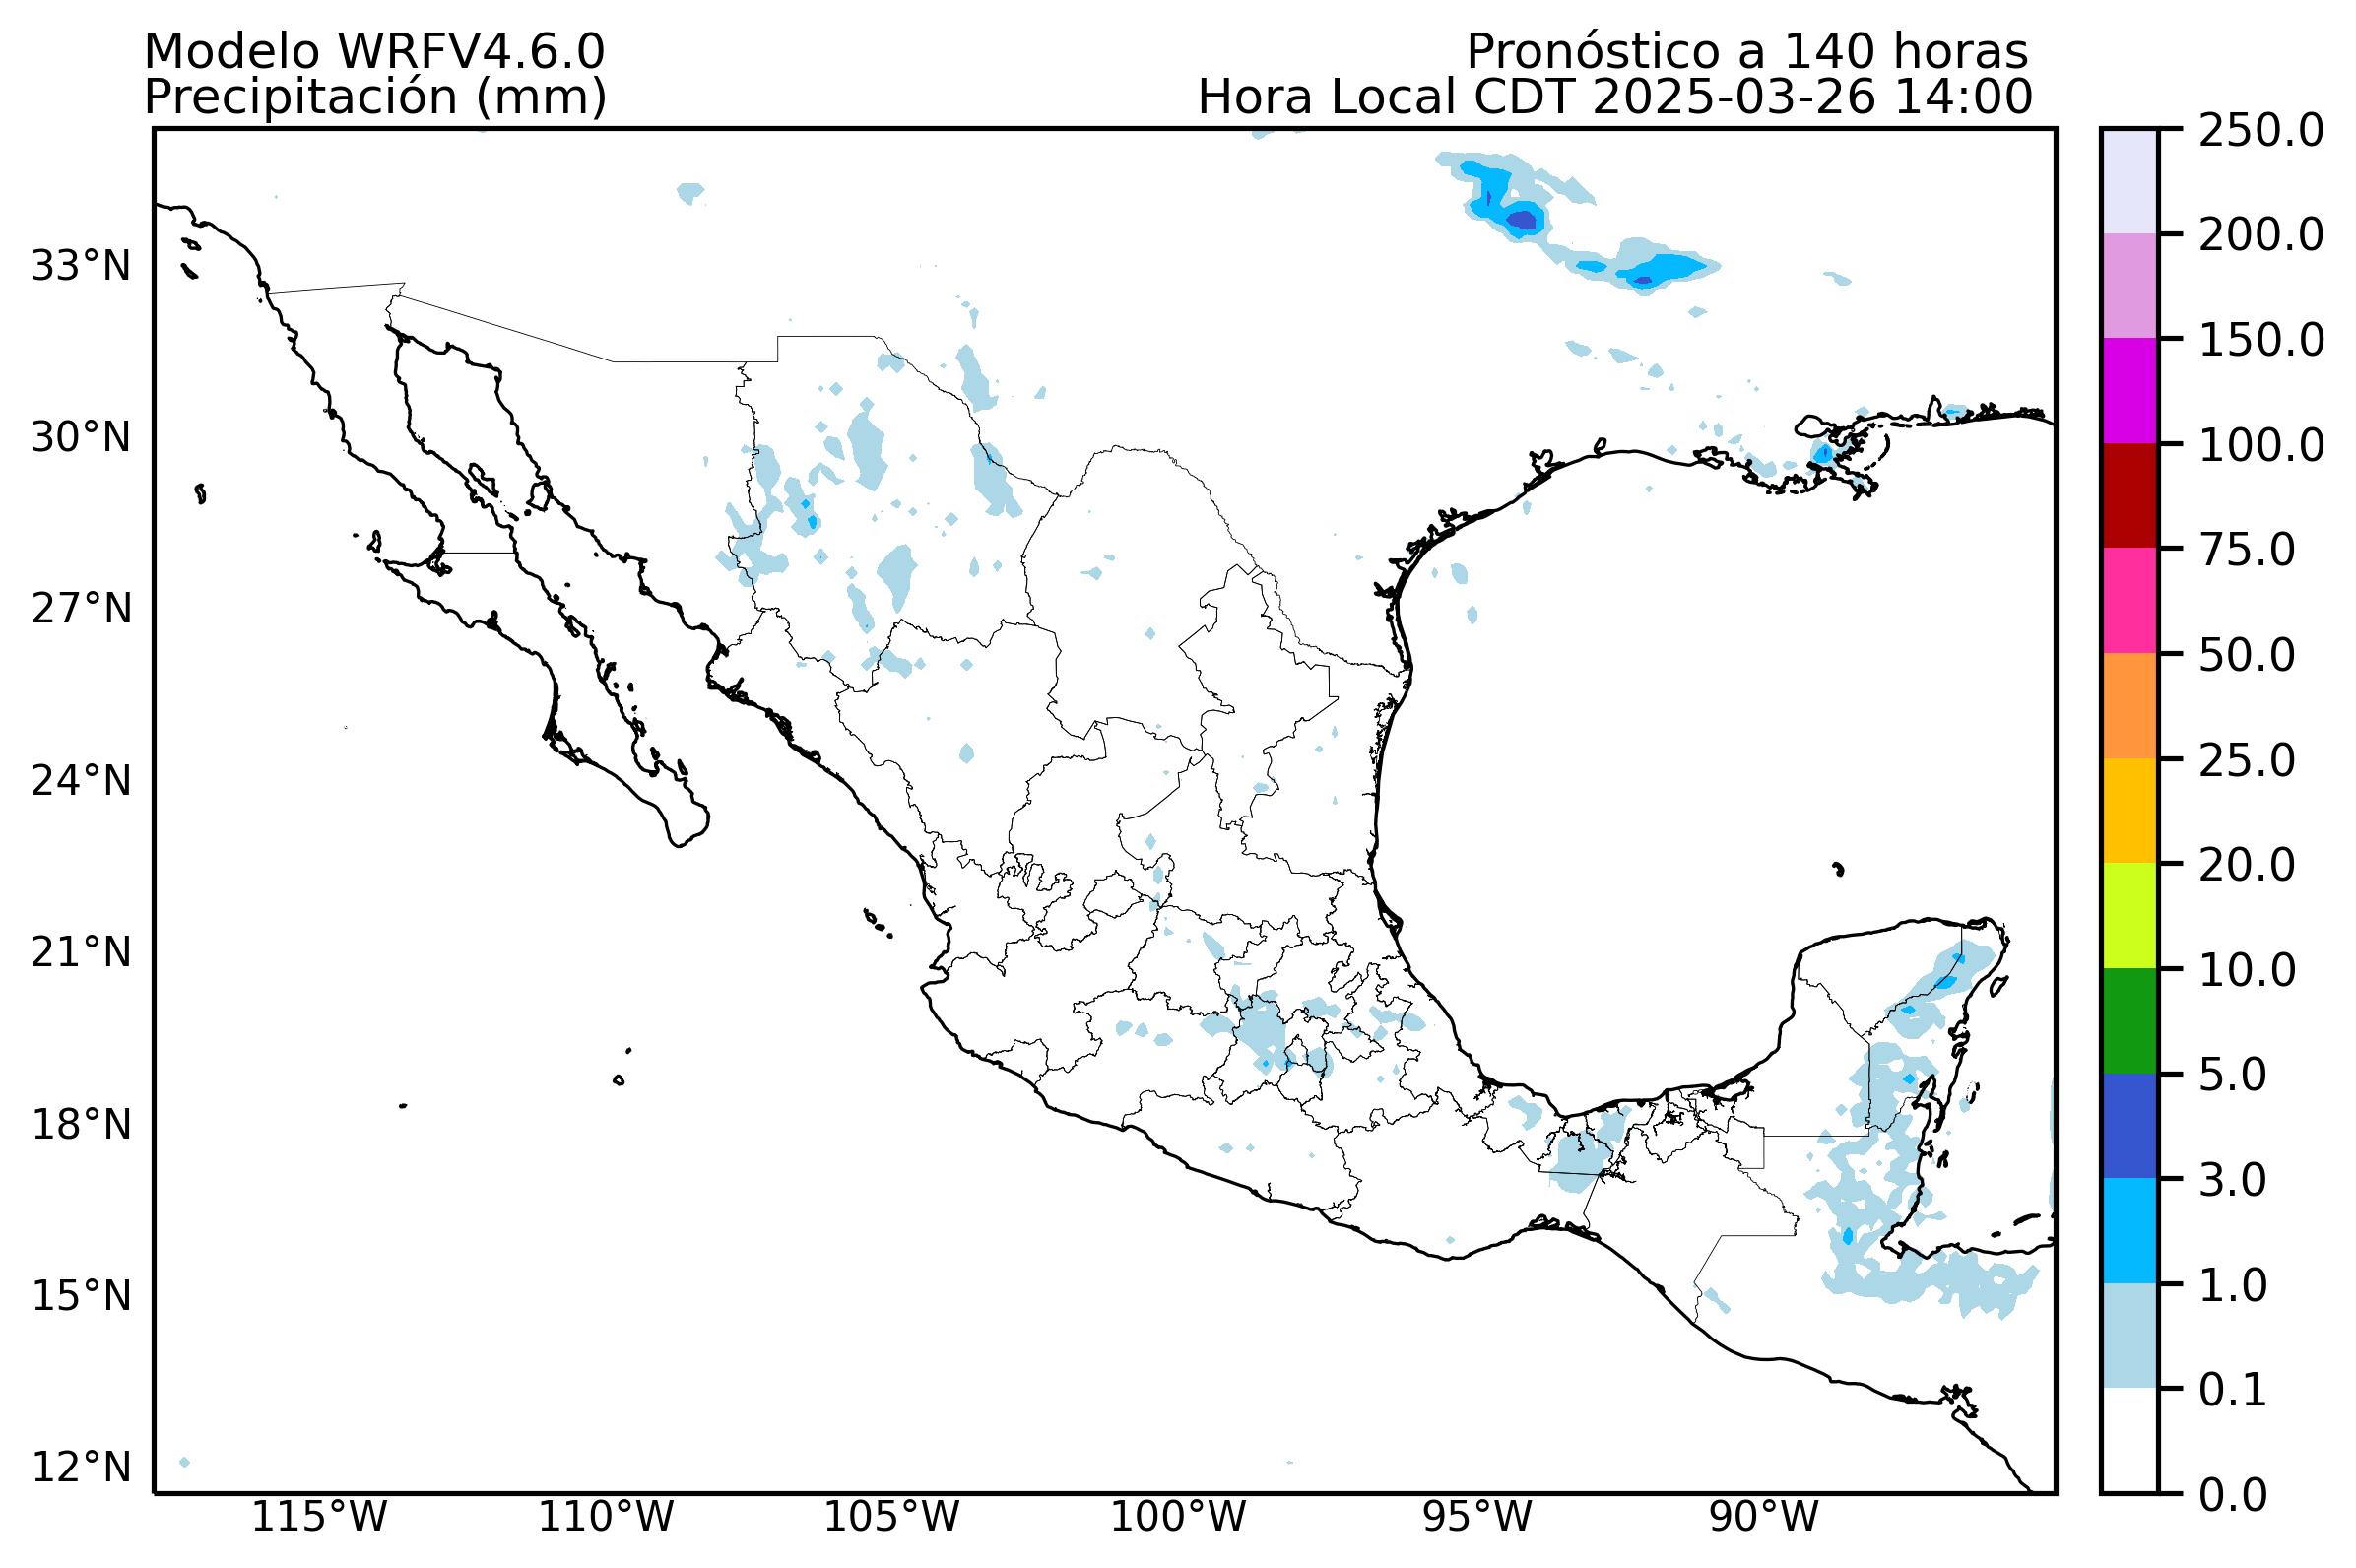 Modelo WRFV4.6.0
Precipitación (mm)
Pronóstico a 140 horas
Hora Local CDT 2025-03-26 14:00
33°N
30°N
27°N
24°N
21°N
18°N
15°N
12°N
115°W
110°W
105°W
100°W
95°W
90°W
250.0
200.0
150.0
100.0
75.0
50.0
25.0
20.0
10.0
5.0
3.0
1.0
0.1
0.0